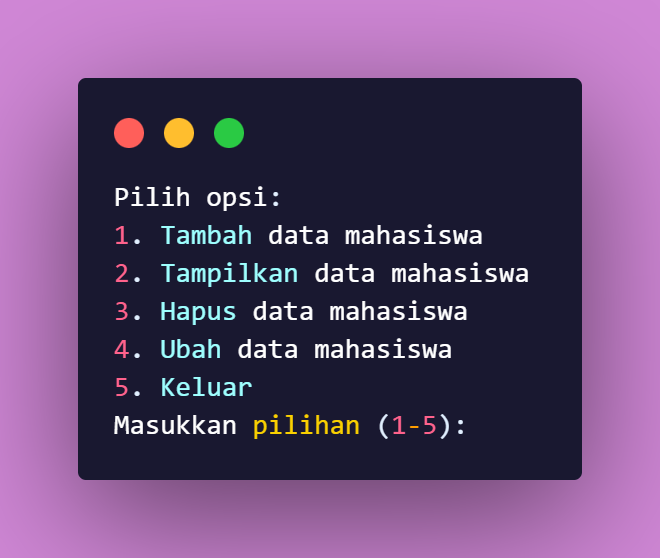 Pilih opsi:
1. Tambah data mahasiswa
2. Tampilkan data mahasiswa
3. Hapus data mahasiswa
4. Ubah data mahasiswa
5. Keluar
Masukkan pilihan (1-5):